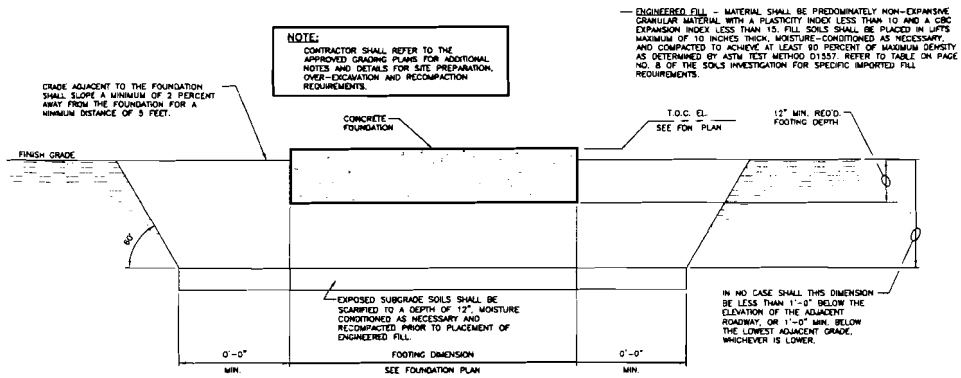 NOTE:
CONTRACTOR SHALL REFER TO THE
APPROVED GRADING PLANS FOR ADDITIONAL
NOTES AND DETAILS FOR SITE PREPARATION,
OVER-EXCAVATION AND RECOMPACTION
REQUIREMENTS.
ENGINEERED FILL - MATERIAL SHALL BE PREDOMINATELY NON-EXPANSIVE
GRANULAR MATERIAL WITH A PLASTICITY INDEX LESS THAN 10 AND A CBC
EXPANSION INDEX LESS THAN 15. FILL SOILS SHALL BE PLACED IN LIFTS
MAXIMUM OF 10 INCHES THICK, MOISTURE-CONDITIONED AS NECESSARY,
AND COMPACTED TO ACHIEVE AT LEAST 90 PERCENT OF MAXIMUM DENSITY
AS DETERMINED BY ASTM TEST METHOD D1557. REFER TO TABLE ON PAGE
NO. 8 OF THE SOILS INVESTIGATION FOR SPECIFIC IMPORTED FILL
REQUIREMENTS.
GRADE ADJACENT TO THE FOUNDATION
SHALL SLOPE A MINIMUM OF 2 PERCENT
AWAY FROM THE FOUNDATION FOR A
MINIMUM DISTANCE OF 5 FEET.
CONCRETE
FOUNDATION
T.O.C. EL.
SEE FDN PLAN
12" MIN. REQ'D.
FOOTING DEPTH
FINISH GRADE
60°
EXPOSED SUBGRADE SOILS SHALL BE
SCARIFIED TO A DEPTH OF 12", MOISTURE
CONDITIONED AS NECESSARY AND
RECOMPACTED PRIOR TO PLACEMENT OF
ENGINEERED FILL.
IN NO CASE SHALL THIS DIMENSION
BE LESS THAN 1'-0" BELOW THE
ELEVATION OF THE ADJACENT
ROADWAY, OR 1'-0" MIN. BELOW
THE LOWEST ADJACENT GRADE,
WHICHEVER IS LOWER.
0'-0"
MIN.
FOOTING DIMENSION
SEE FOUNDATION PLAN
0'-0"
MIN.